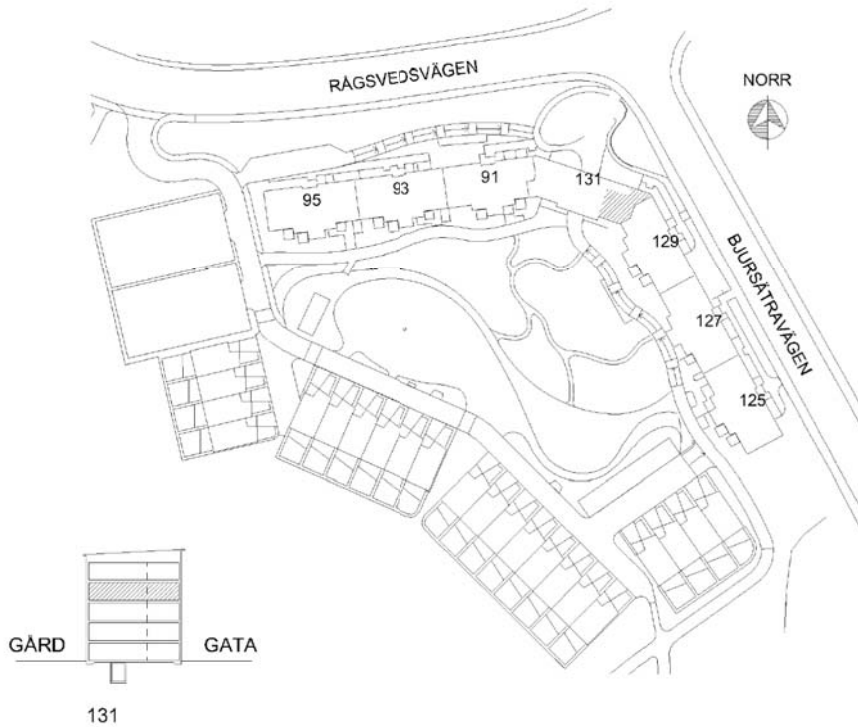 RÅGSVEDSVÄGEN
NORR
95
93
91
131
129
BJURSÄTRAVÄGEN
127
125
GÅRD
GATA
131